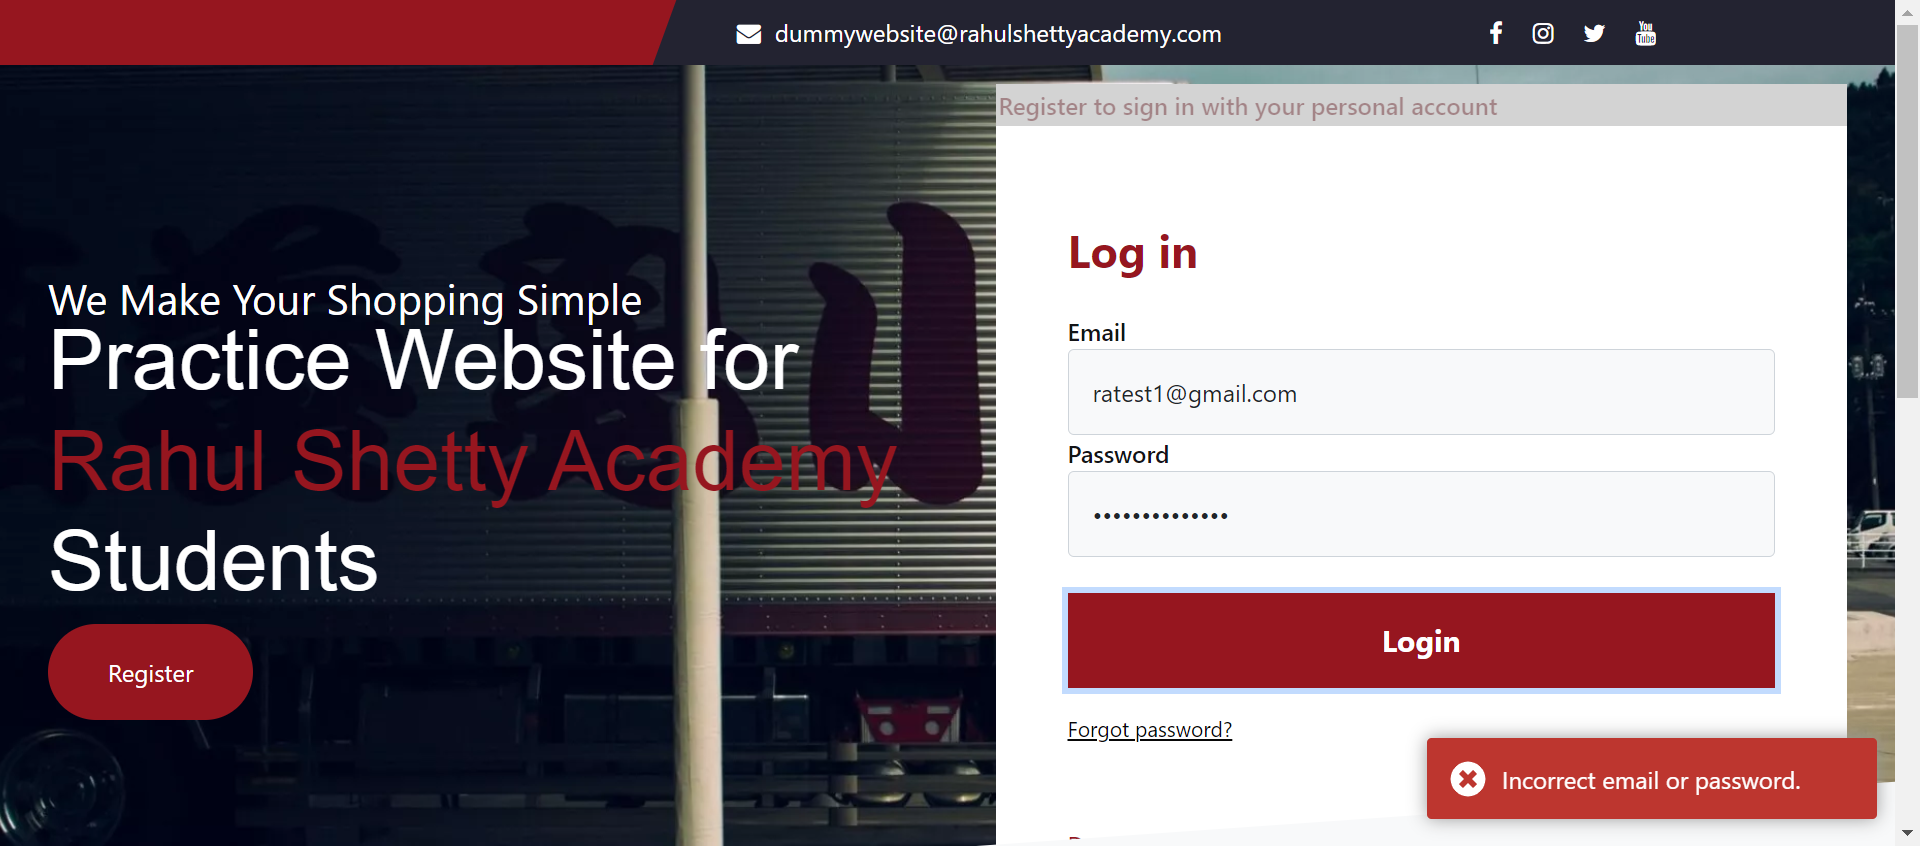 dummywebsite@rahulshettyacademy.com
You
Tube
Register to sign in with your personal account
We Make Your Shopping Simple
Practice Website for
Rahul Shetty Academy
Students
Register
Log in
Email
ratest1@gmail.com
Password
••••••••••••••
Login
Forgot password?
Incorrect email or password.